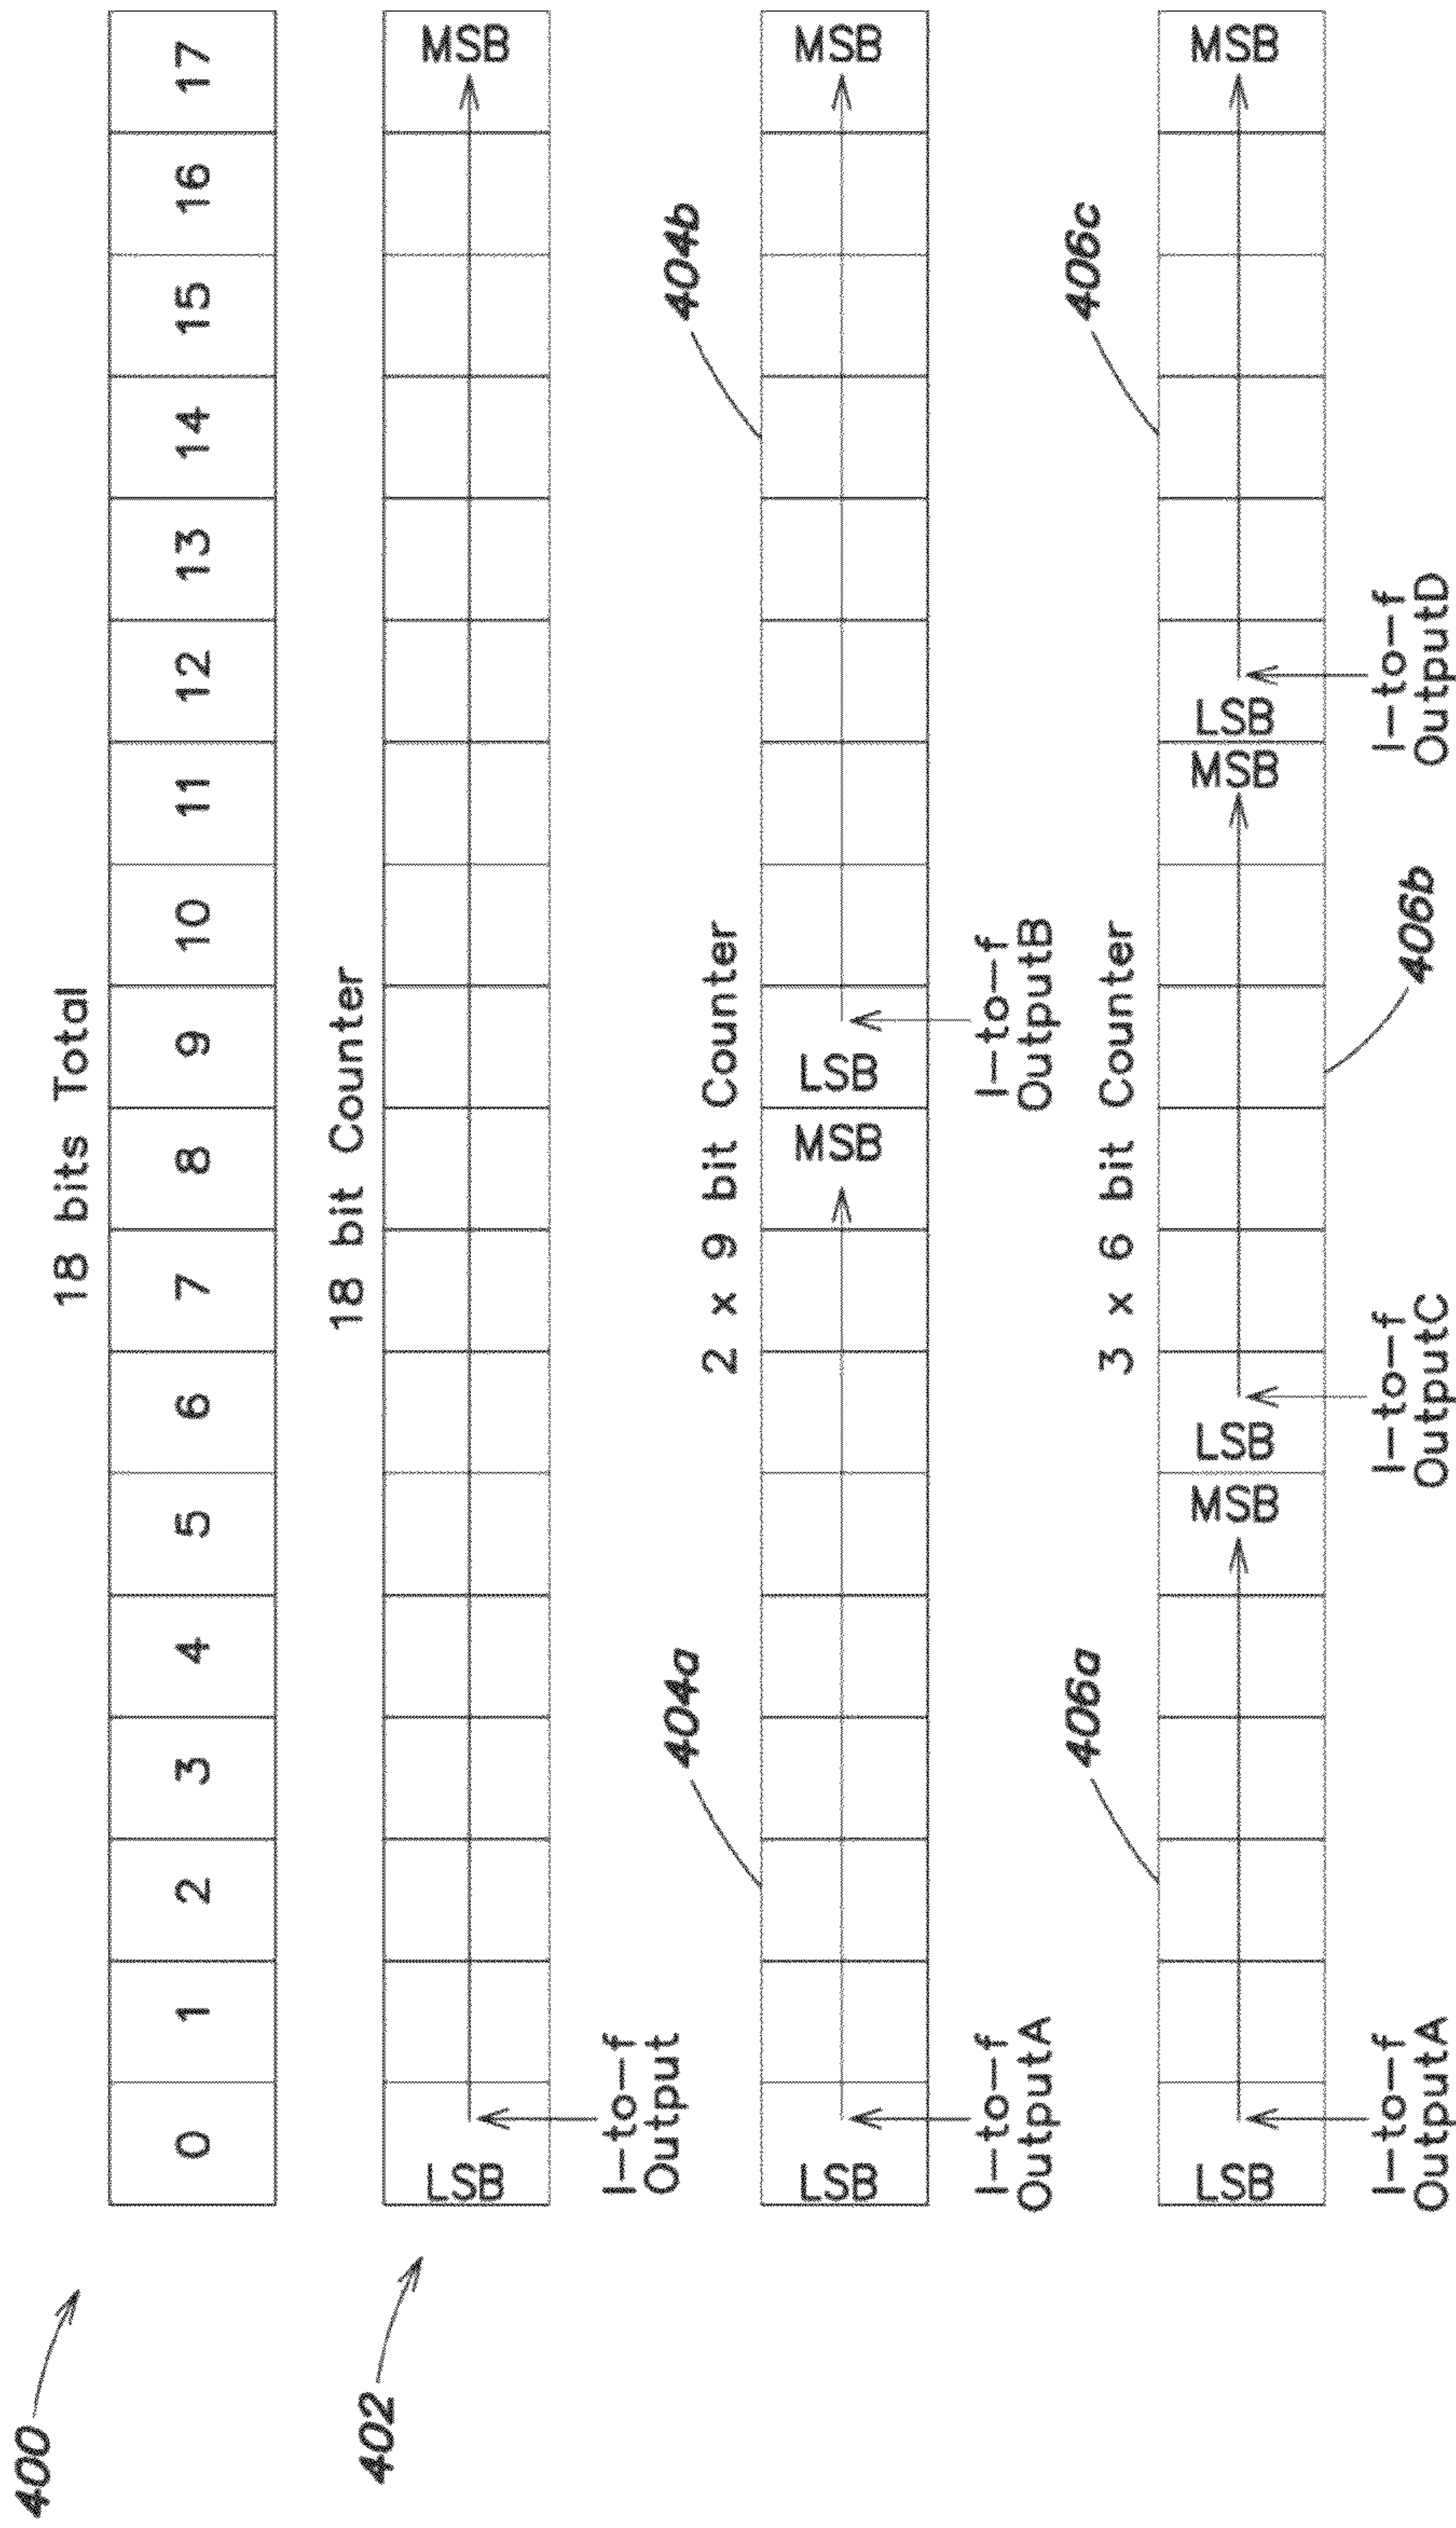 400
18 bits Total
0 1 2 3 4 5 6 7 8 9 10 11 12 13 14 15 16 17
402
18 bit Counter
LSB MSB
I-to-f
Output
2 x 9 bit Counter
404a 404b
LSB MSB LSB MSB
I-to-f I-to-f
OutputA OutputB
3 x 6 bit Counter
406a 406c
LSB MSB LSB MSB LSB MSB
406b
I-to-f I-to-f I-to-f
OutputA OutputC OutputD